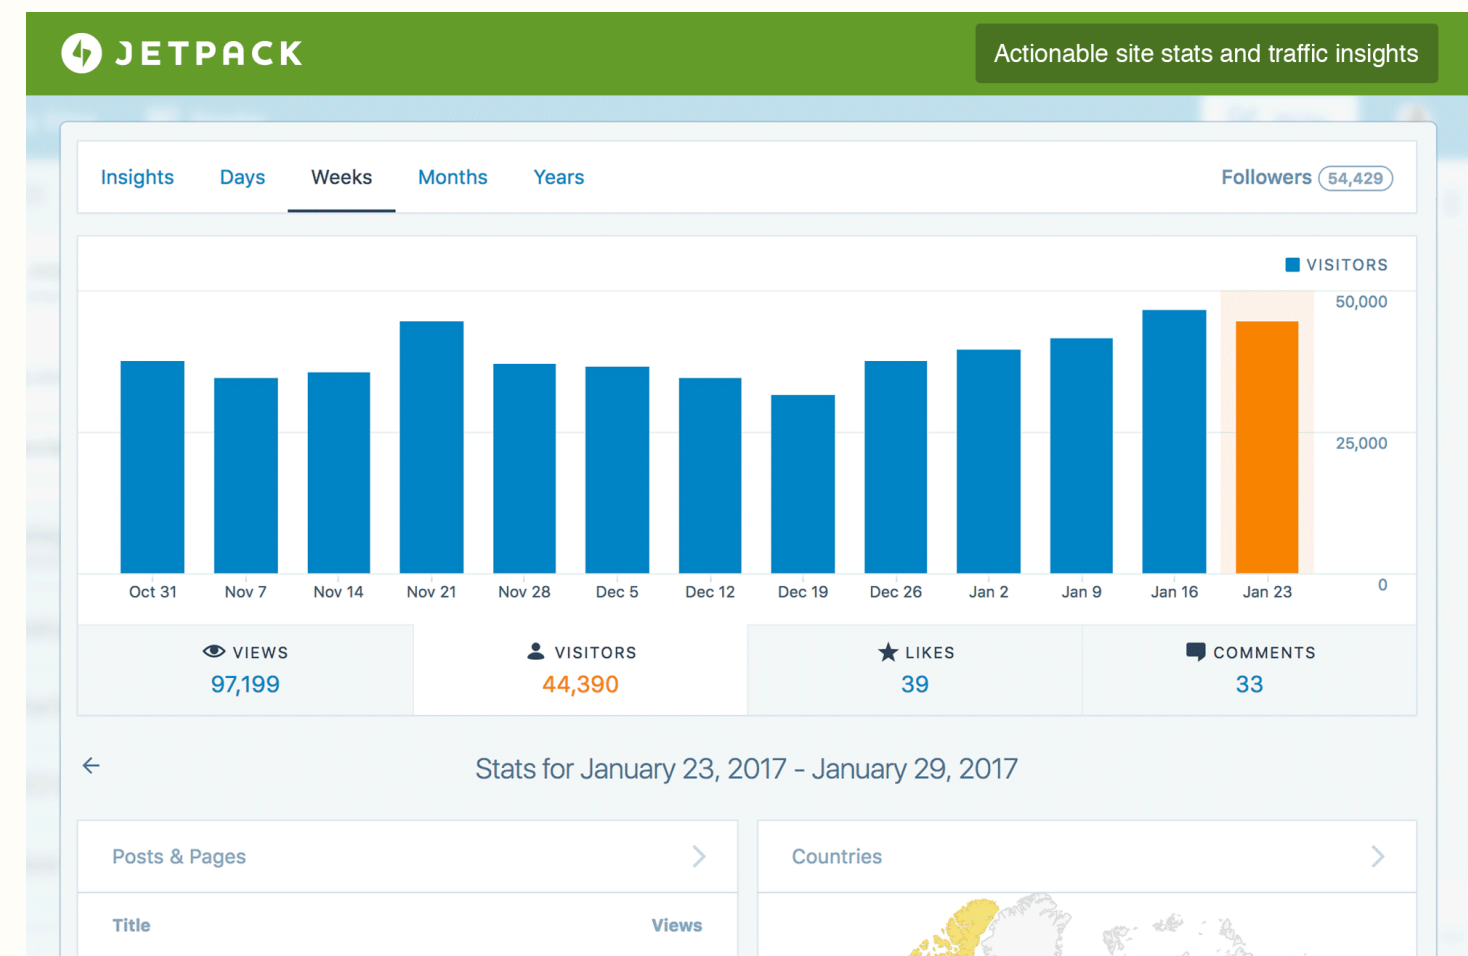 JETPACK
Actionable site stats and traffic insights
Insights Days Weeks Months Years Followers 54,429
VISITORS
50,000
25,000
0
Oct 31 Nov 7 Nov 14 Nov 21 Nov 28 Dec 5 Dec 12 Dec 19 Dec 26 Jan 2 Jan 9 Jan 16 Jan 23
VIEWS VISITORS LIKES COMMENTS
97,199 44,390 39 33
Stats for January 23, 2017 - January 29, 2017
Posts & Pages Countries
Title Views